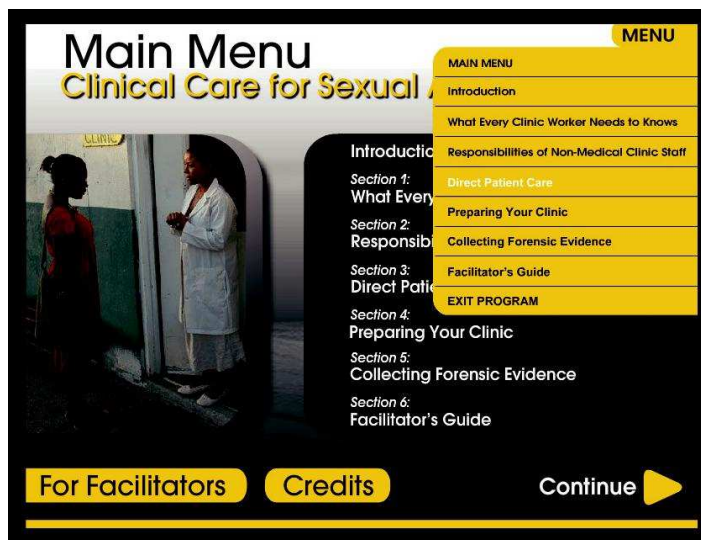 MENU
Main Menu
Clinical Care for Sexual
MAIN MENU
Introduction
What Every Clinic Worker Needs to Knows
Responsibilities of Non-Medical Clinic Staff
Direct Patient Care
Preparing Your Clinic
Collecting Forensic Evidence
Facilitator's Guide
EXIT PROGRAM
CLINIC
Introductio
Section 1:
What Every
Section 2:
Responsibi
Section 3:
Direct Patie
Section 4:
Preparing Your Clinic
Section 5:
Collecting Forensic Evidence
Section 6:
Facilitator's Guide
For Facilitators
Credits
Continue